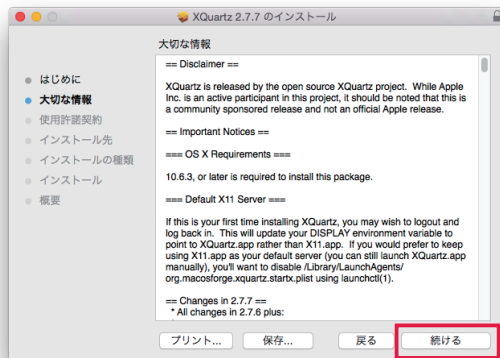 XQuartz 2.7.7 のインストール
大切な情報
はじめに
大切な情報
使用許諾契約
インストール先
インストールの種類
インストール
概要
== Disclaimer ==
XQuartz is released by the open source XQuartz project. While Apple
Inc. is an active participant in this project, it should be noted that this is
a community sponsored release and not an official Apple release.
== Important Notices ==
=== OS X Requirements ===
10.6.3, or later is required to install this package.
=== Default X11 Server ===
If this is your first time installing XQuartz, you may wish to logout and
log back in. This will update your DISPLAY environment variable to
point to XQuartz.app rather than X11.app. If you would prefer to keep
using X11.app as your default server (you can still launch XQuartz.app
manually), you'll want to disable /Library/LaunchAgents/
org.macosforge.xquartz.startx.plist using launchctl(1).
== Changes in 2.7.7 ==
* All changes in 2.7.6 plus:
プリント...
保存...
戻る
続ける